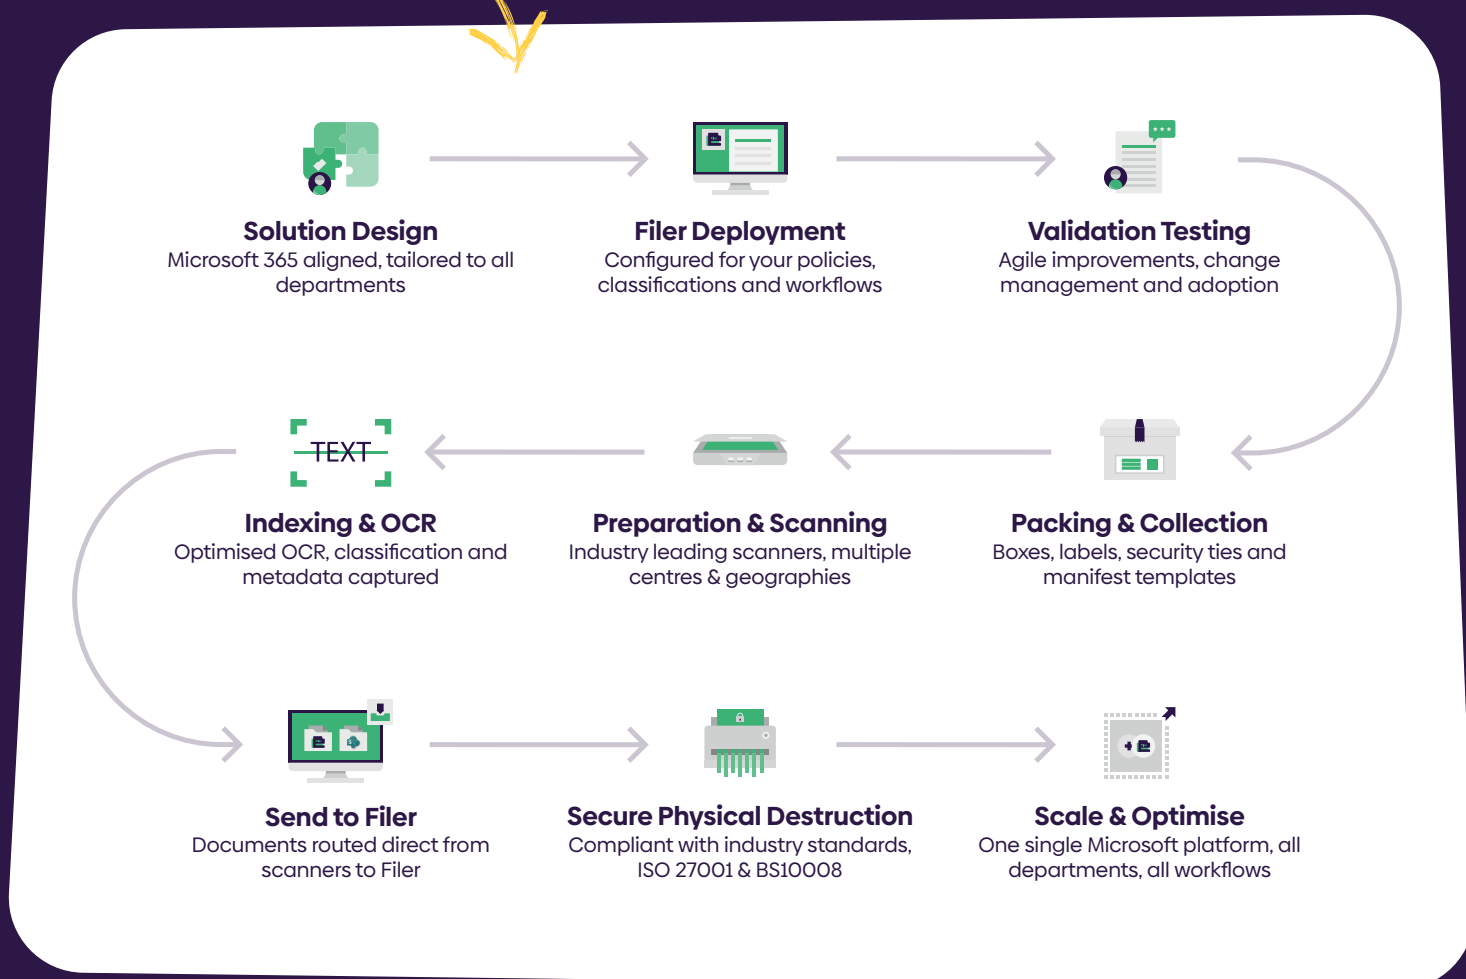 Solution Design
Microsoft 365 aligned, tailored to all
departments
Filer Deployment
Configured for your policies,
classifications and workflows
Validation Testing
Agile improvements, change
management and adoption
Packing & Collection
Boxes, labels, security ties and
manifest templates
Preparation & Scanning
Industry leading scanners, multiple
centres & geographies
TEXT
Indexing & OCR
Optimised OCR, classification and
metadata captured
Send to Filer
Documents routed direct from
scanners to Filer
Secure Physical Destruction
Compliant with industry standards,
ISO 27001 & BS10008
Scale & Optimise
One single Microsoft platform, all
departments, all workflows